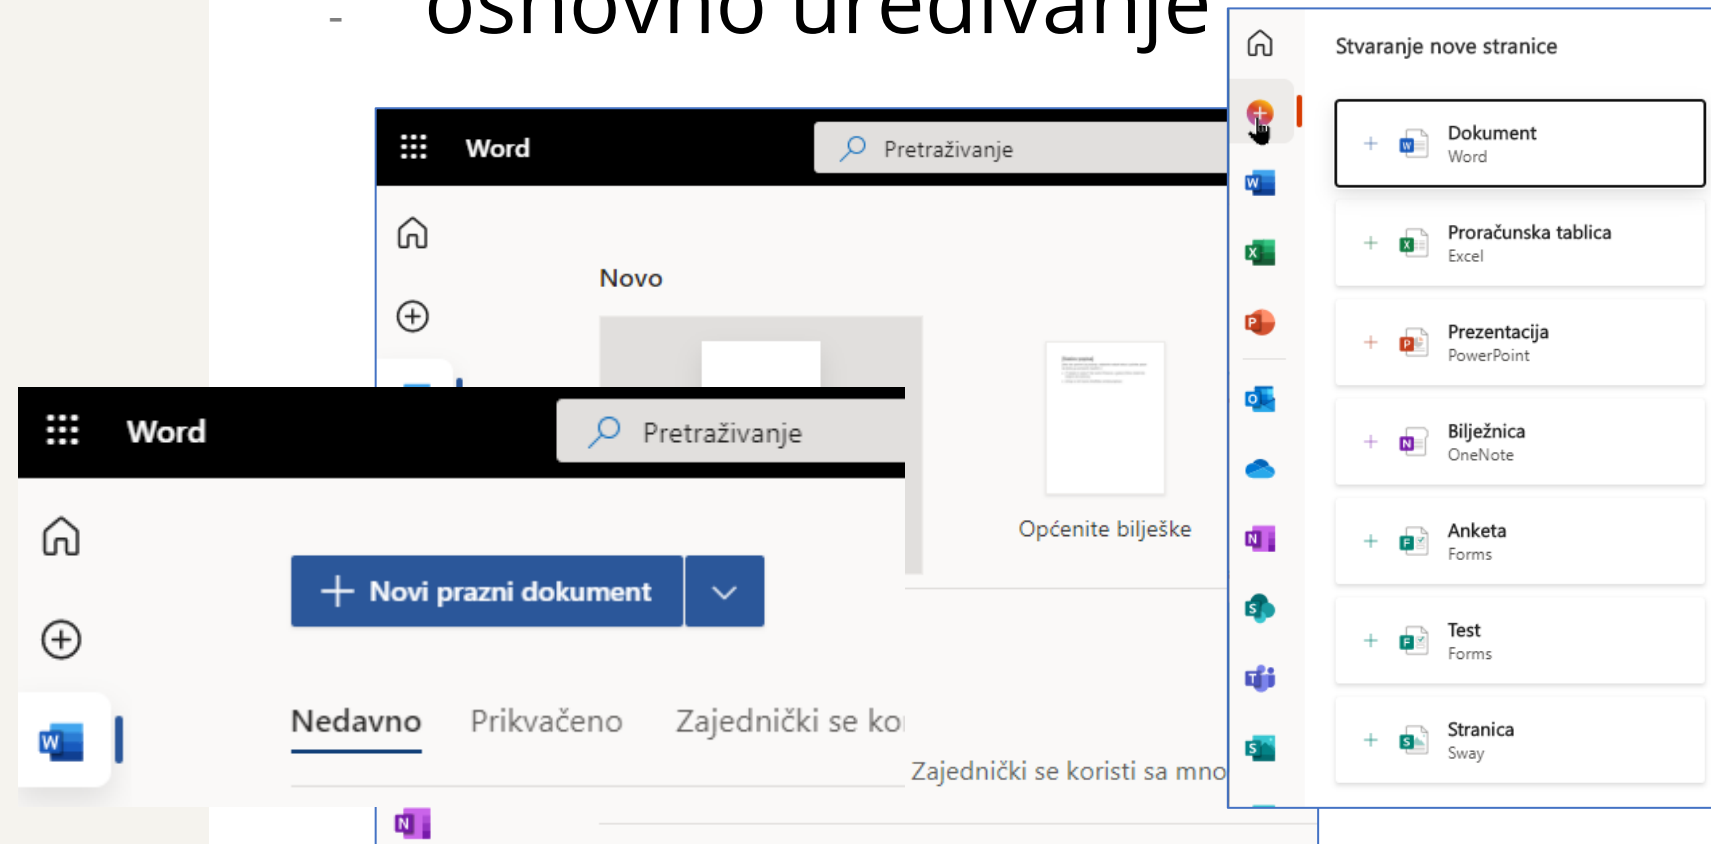 - osnovno uređivanje
Word
Pretraživanje
Novo
Općenite bilješke
Zajednički se koristi sa mno
Word
Pretraživanje
+ Novi prazni dokument
Nedavno Prikvačeno Zajednički se kor
Stvaranje nove stranice
Dokument
Word
Proračunska tablica
Excel
Prezentacija
PowerPoint
Bilježnica
OneNote
Anketa
Forms
Test
Forms
Stranica
Sway